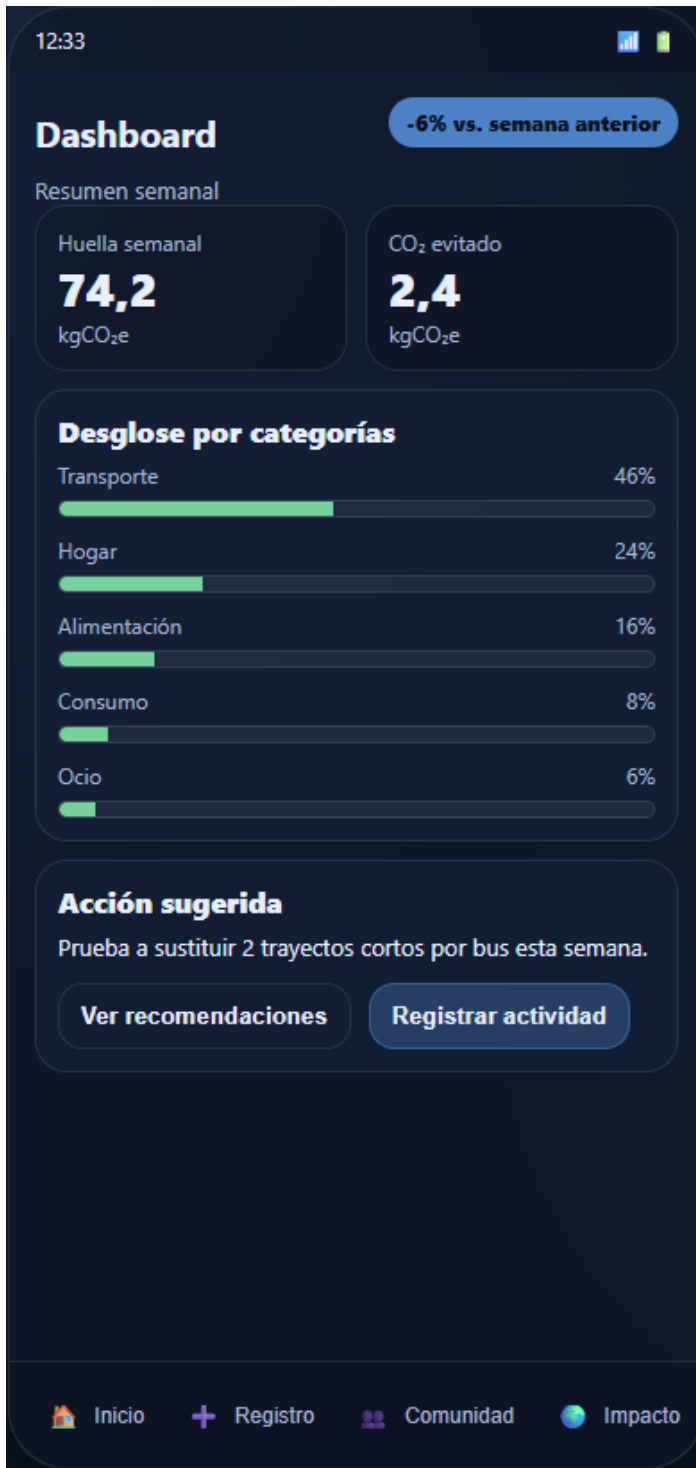 12:33
Dashboard
-6% vs. semana anterior
Resumen semanal
Huella semanal
74,2
kgCO₂e
CO₂ evitado
2,4
kgCO₂e
Desglose por categorías
Transporte 46%
Hogar 24%
Alimentación 16%
Consumo 8%
Ocio 6%
Acción sugerida
Prueba a sustituir 2 trayectos cortos por bus esta semana.
Ver recomendaciones
Registrar actividad
Inicio Registro Comunidad Impacto